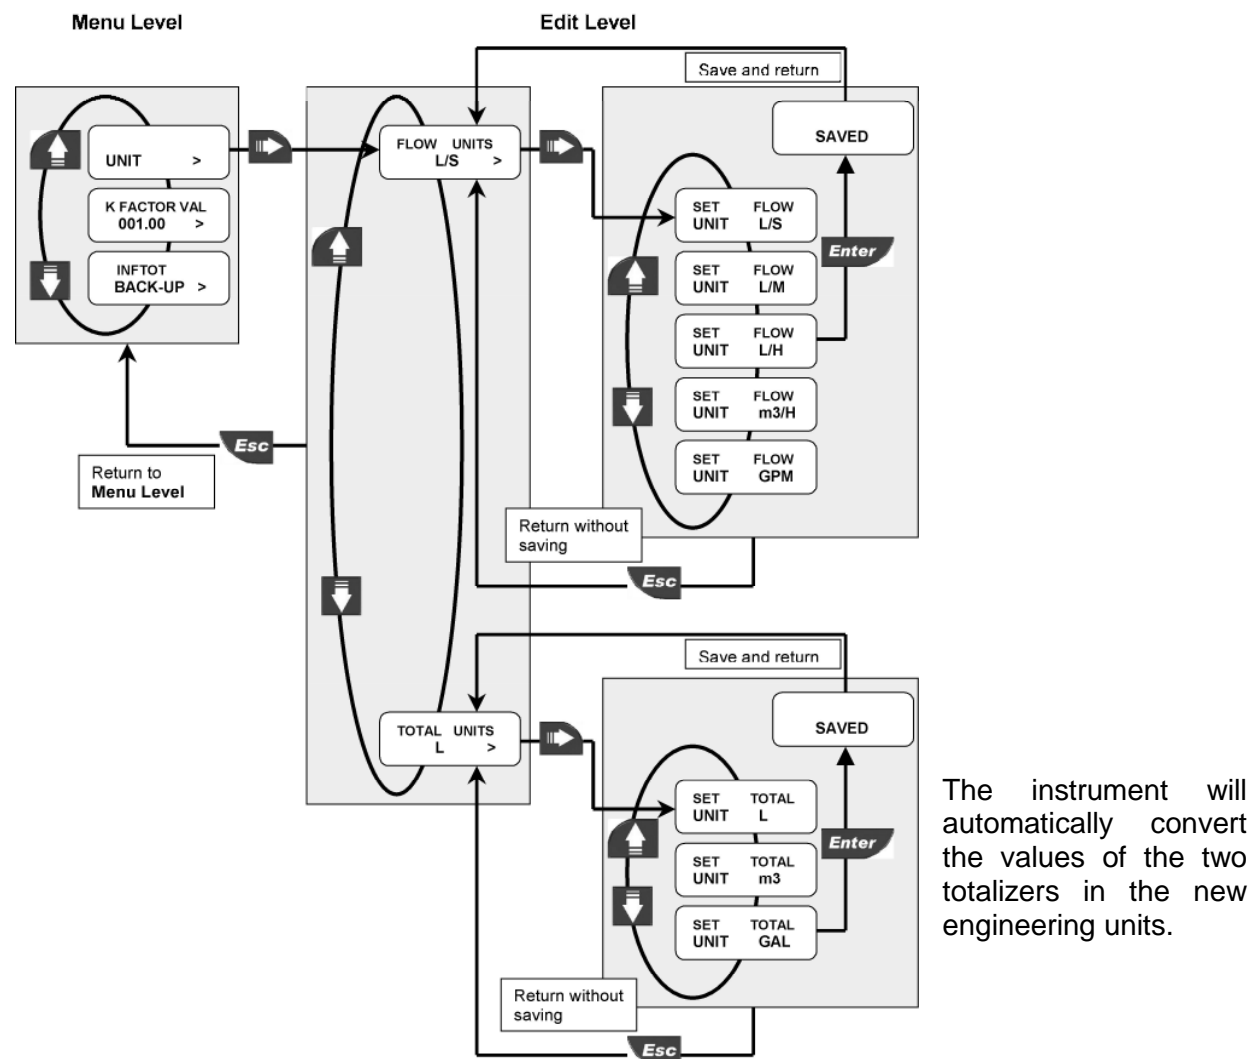 Menu Level
Edit Level
Save and return
SAVED
UNIT >
K FACTOR VAL
001.00 >
INFTOT
BACK-UP >
FLOW UNITS
L/S >
SET FLOW
UNIT L/S
SET FLOW
UNIT L/M
SET FLOW
UNIT L/H
SET FLOW
UNIT m3/H
SET FLOW
UNIT GPM
Enter
Esc
Return to
Menu Level
Return without
saving
Esc
Save and return
SAVED
TOTAL UNITS
L >
SET TOTAL
UNIT L
SET TOTAL
UNIT m3
SET TOTAL
UNIT GAL
Enter
Return without
saving
Esc
The instrument will
automatically convert
the values of the two
totalizers in the new
engineering units.